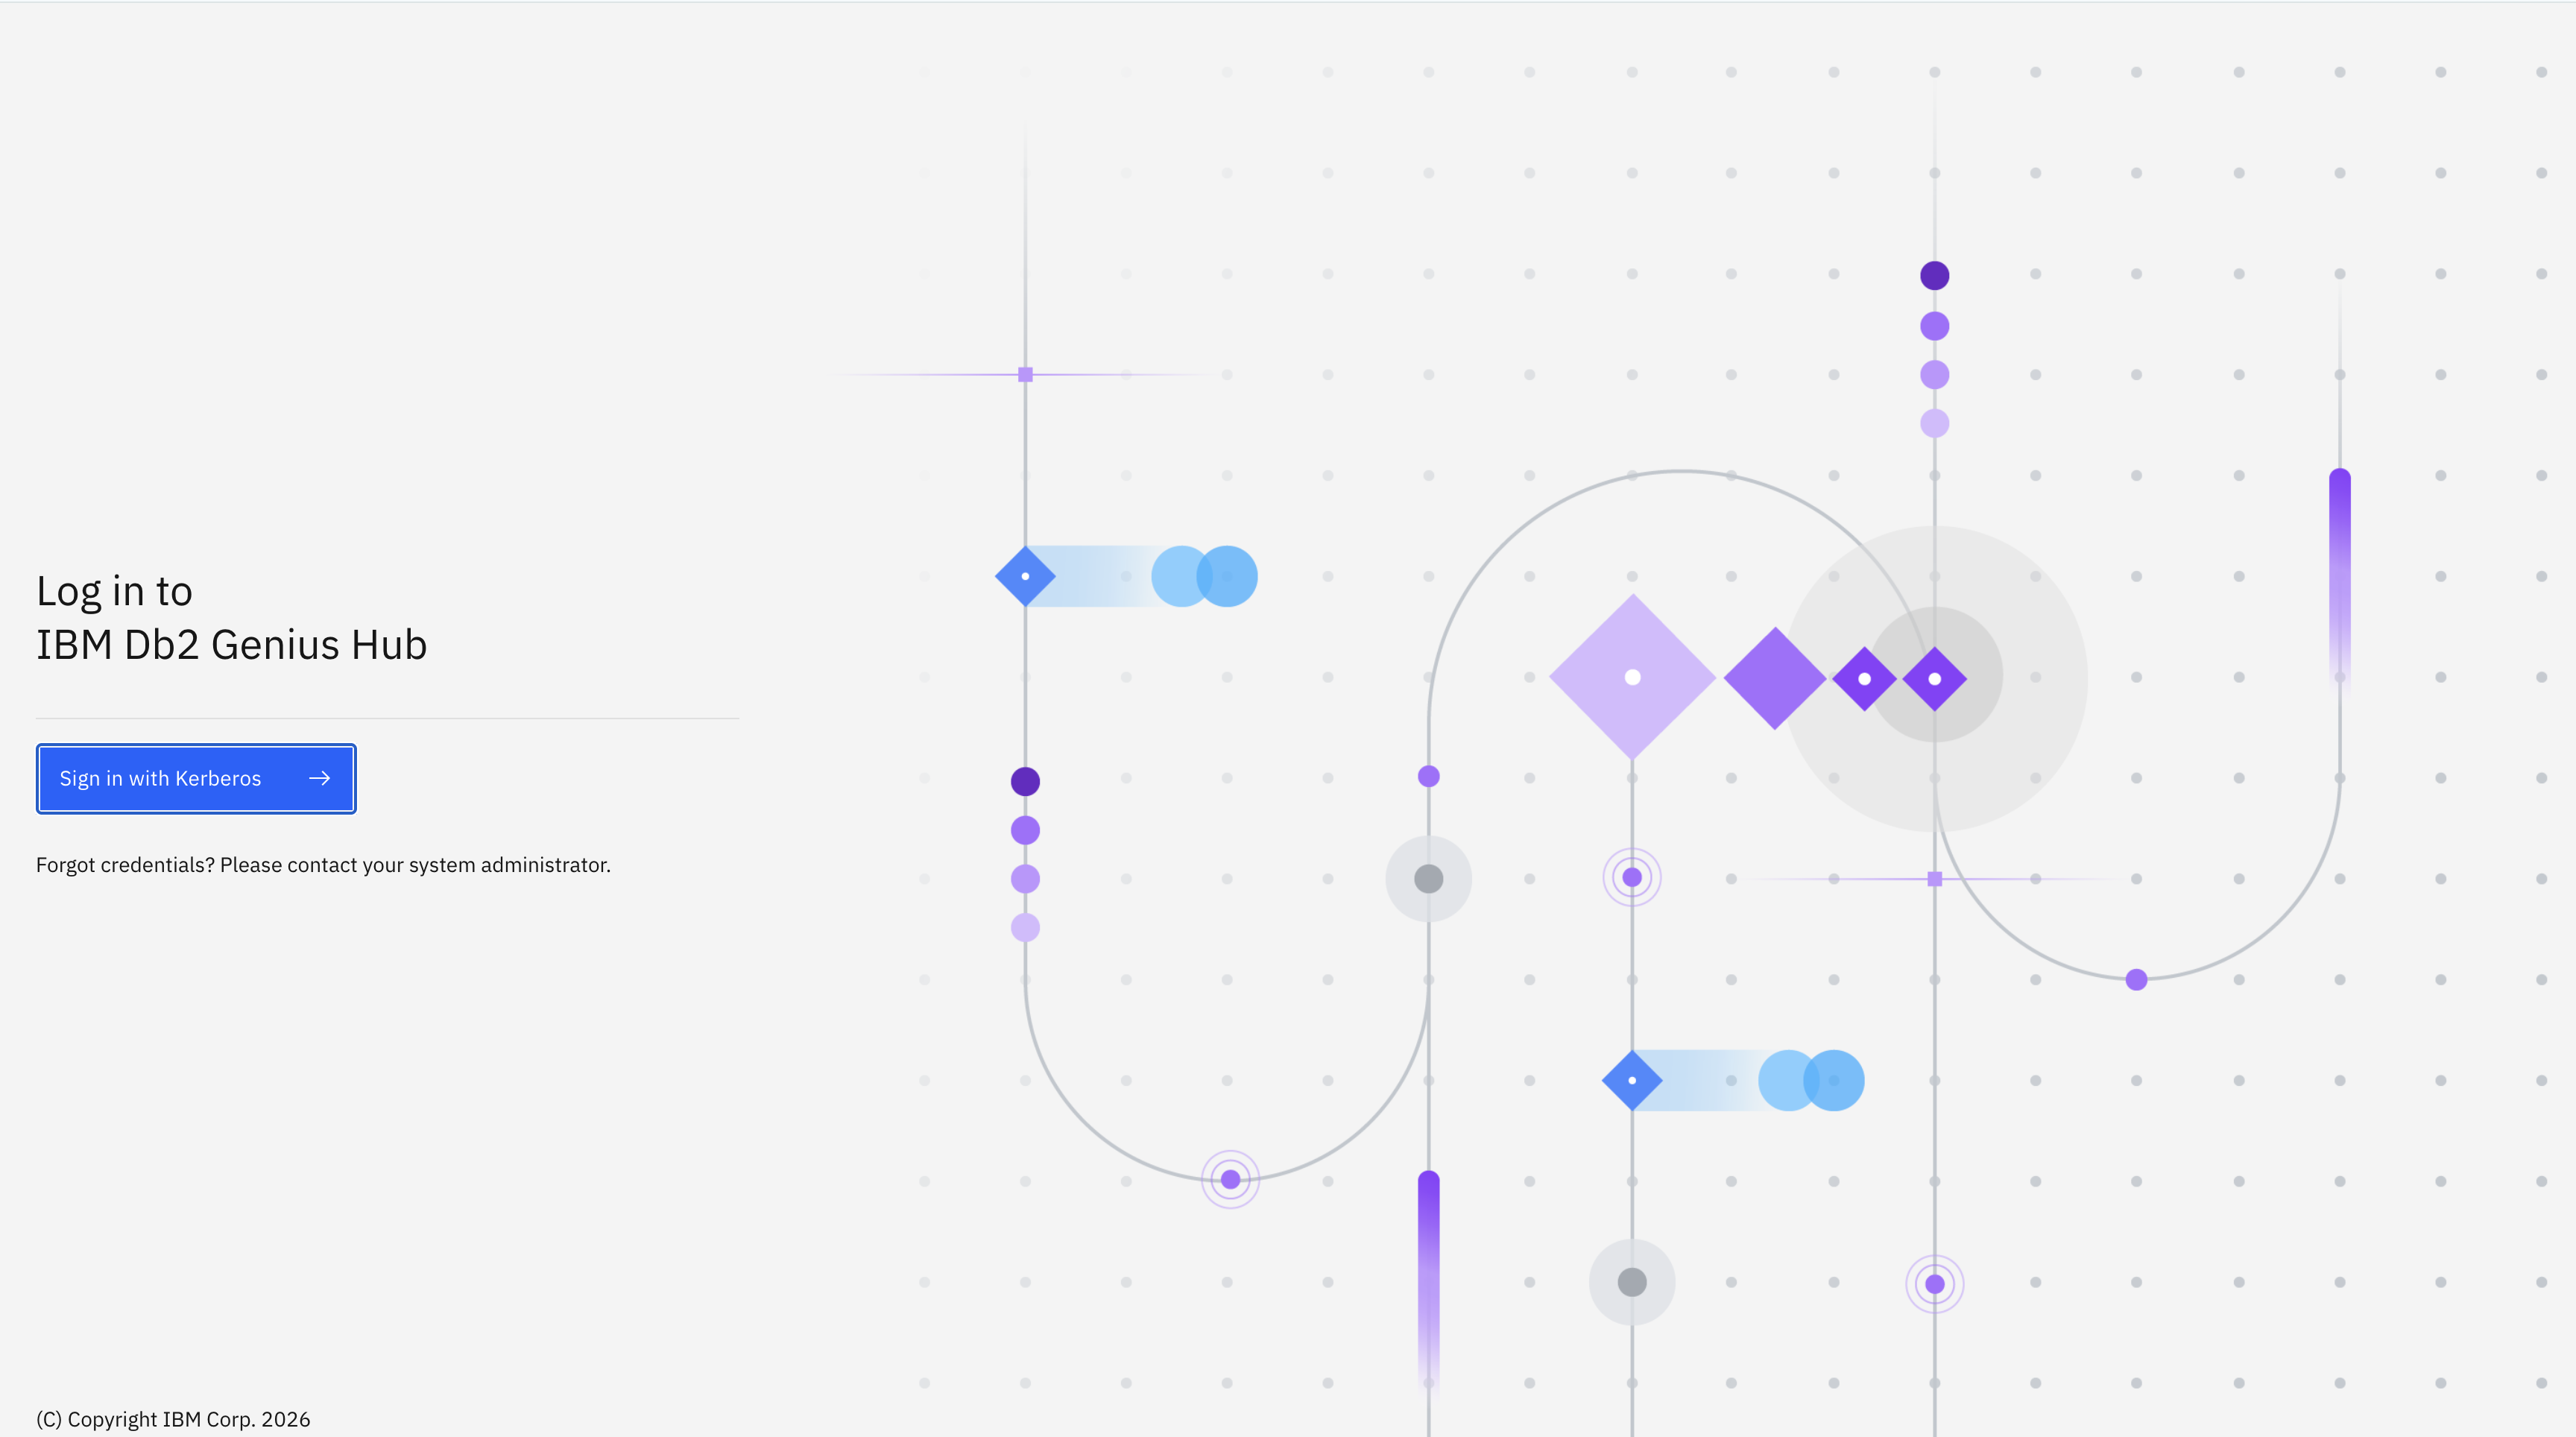 Log in to
IBM Db2 Genius Hub
Sign in with Kerberos
Forgot credentials? Please contact your system administrator.
(C) Copyright IBM Corp. 2026